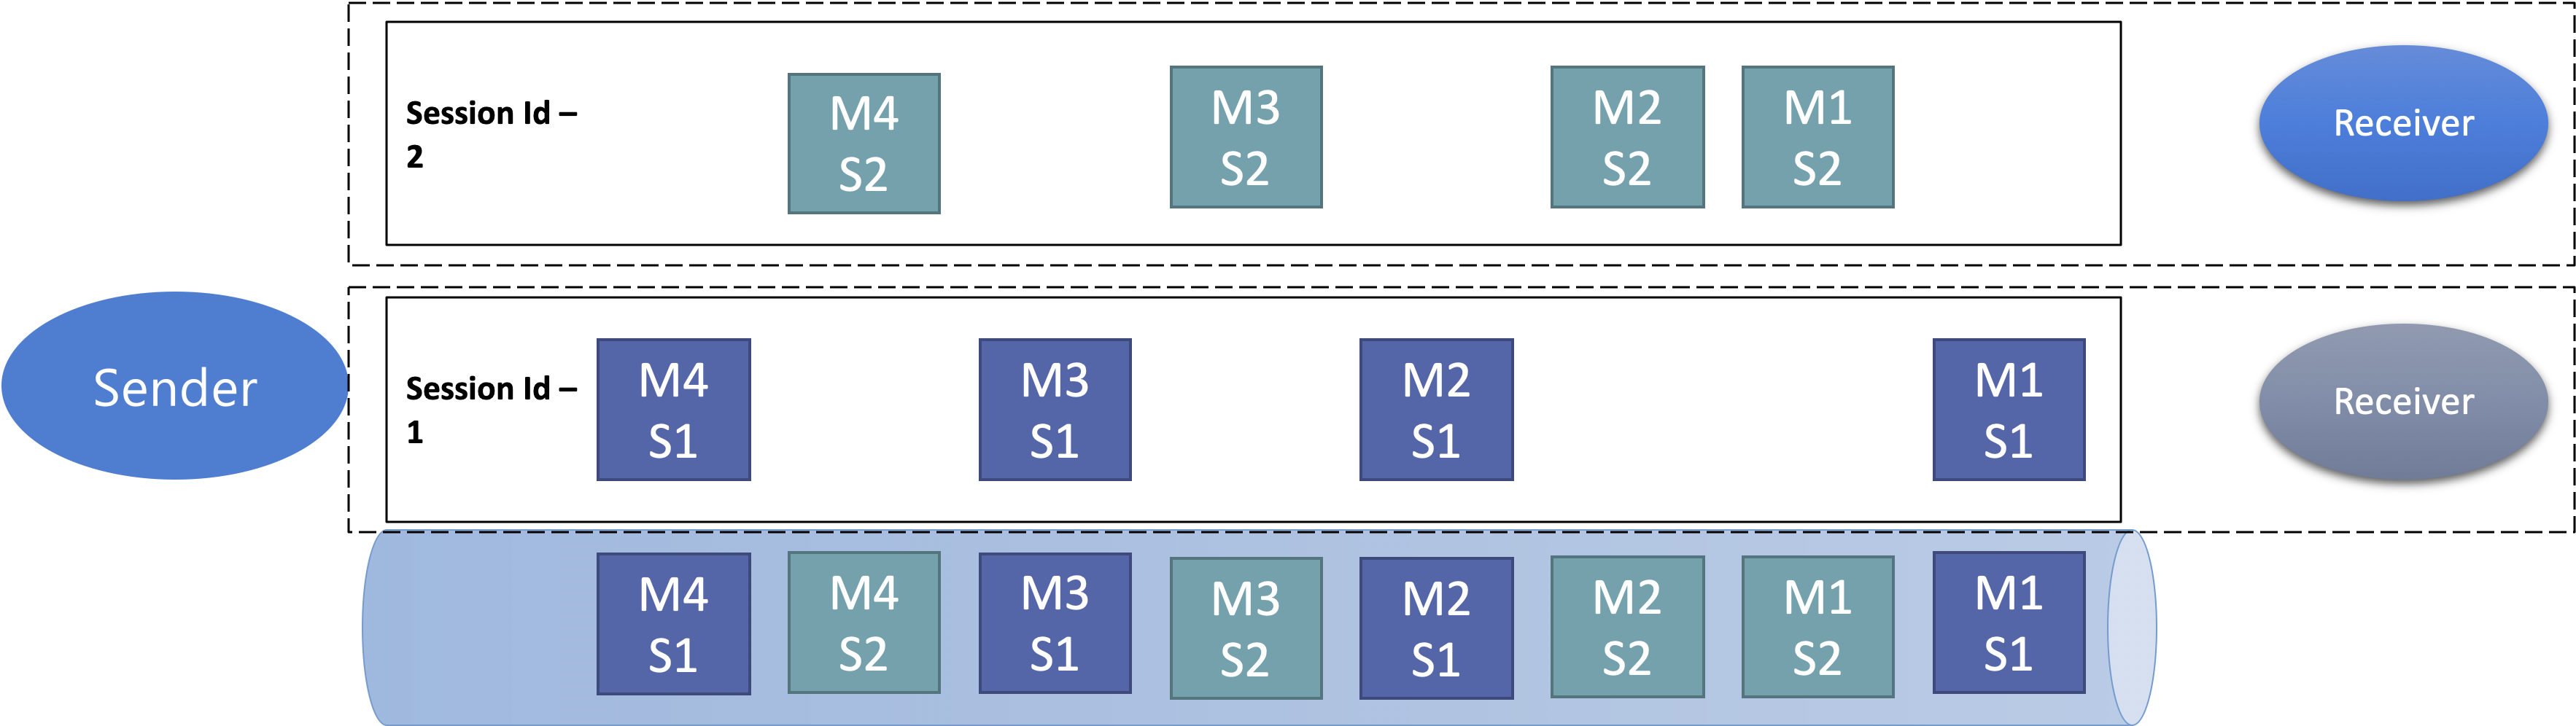 Session Id –
2
M4
S2
M3
S2
M2
S2
M1
S2
Receiver
Sender
Session Id –
1
M4
S1
M3
S1
M2
S1
M1
S1
Receiver
M4
S1
M4
S2
M3
S1
M3
S2
M2
S1
M2
S2
M1
S2
M1
S1